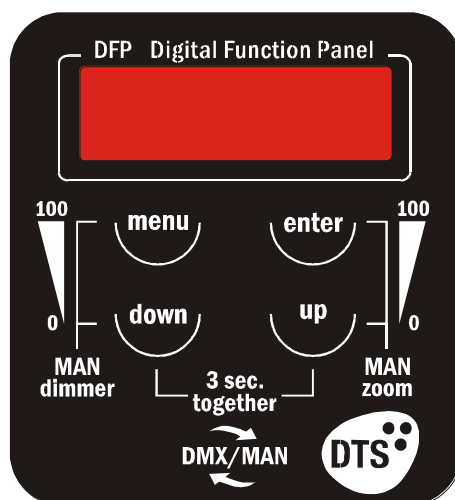 DFP Digital Function Panel
100 menu enter 100
0 down up 0
MAN dimmer
MAN zoom
3 sec. together
DMX/MAN
DTS